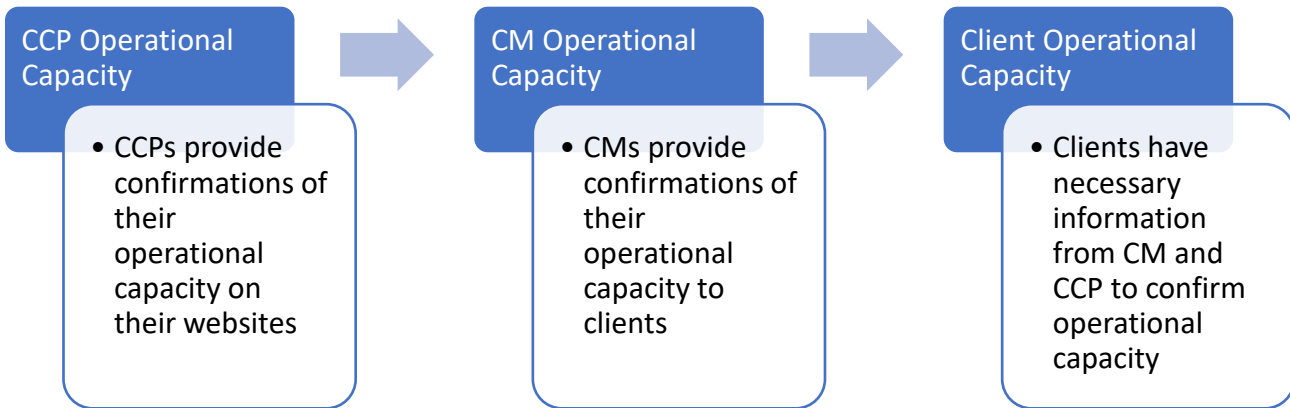 CCP Operational
Capacity
• CCPs provide
confirmations of
their
operational
capacity on
their websites
CM Operational
Capacity
• CMs provide
confirmations of
their
operational
capacity to
clients
Client Operational
Capacity
• Clients have
necessary
information
from CM and
CCP to confirm
operational
capacity